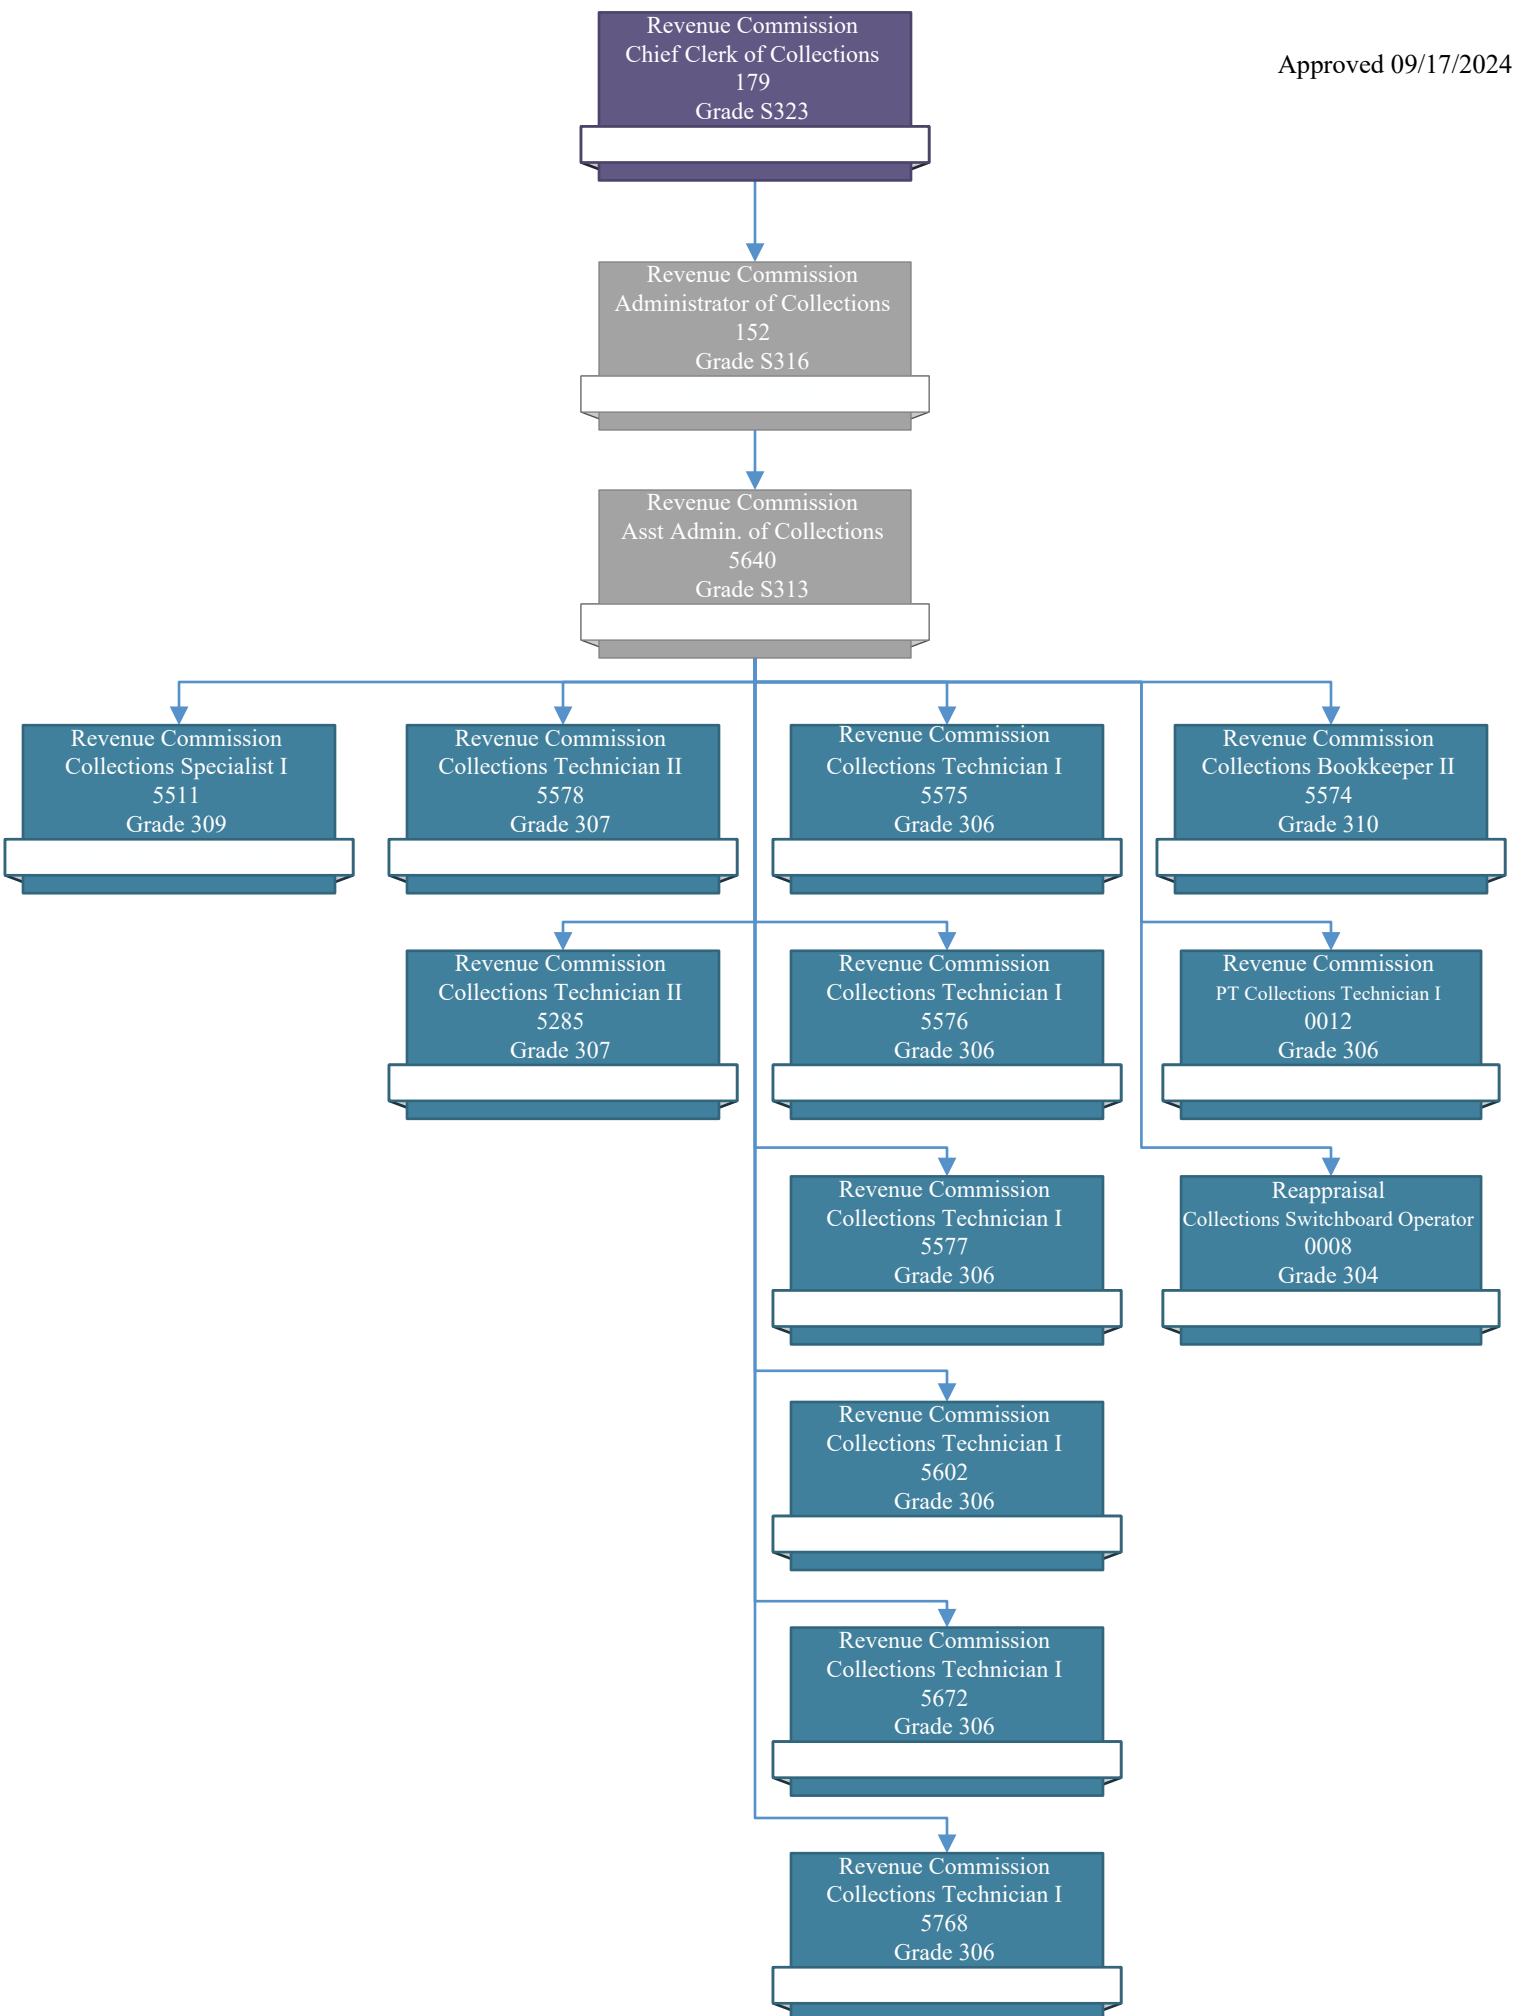 Revenue Commission
Chief Clerk of Collections
179
Grade S323
Approved 09/17/2024
Revenue Commission
Administrator of Collections
152
Grade S316
Revenue Commission
Asst Admin. of Collections
5640
Grade S313
Revenue Commission
Collections Specialist I
5511
Grade 309
Revenue Commission
Collections Technician II
5578
Grade 307
Revenue Commission
Collections Technician I
5575
Grade 306
Revenue Commission
Collections Bookkeeper II
5574
Grade 310
Revenue Commission
Collections Technician II
5285
Grade 307
Revenue Commission
Collections Technician I
5576
Grade 306
Revenue Commission
PT Collections Technician I
0012
Grade 306
Revenue Commission
Collections Technician I
5577
Grade 306
Reappraisal
Collections Switchboard Operator
0008
Grade 304
Revenue Commission
Collections Technician I
5602
Grade 306
Revenue Commission
Collections Technician I
5672
Grade 306
Revenue Commission
Collections Technician I
5768
Grade 306